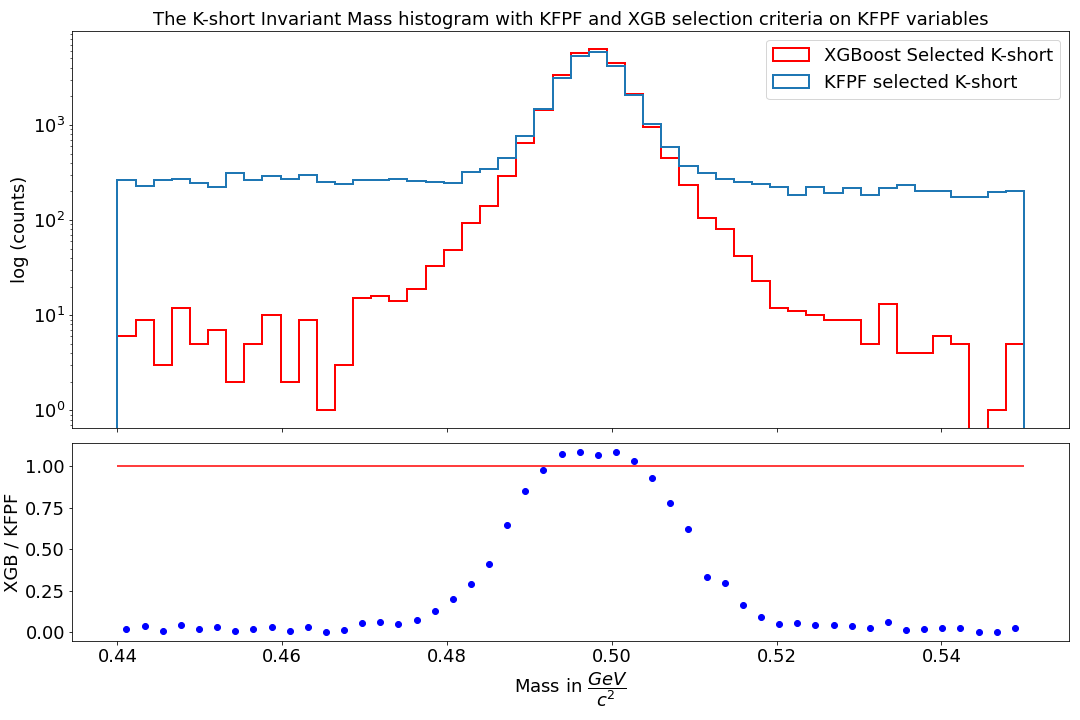 The K-short Invariant Mass histogram with KFPF and XGB selection criteria on KFPF variables
XGBoost Selected K-short
KFPF selected K-short
log (counts)
10³
10²
10¹
10⁰
XGB / KFPF
1.00
0.75
0.50
0.25
0.00
0.44 0.46 0.48 0.50 0.52 0.54
Mass in GeV/c²